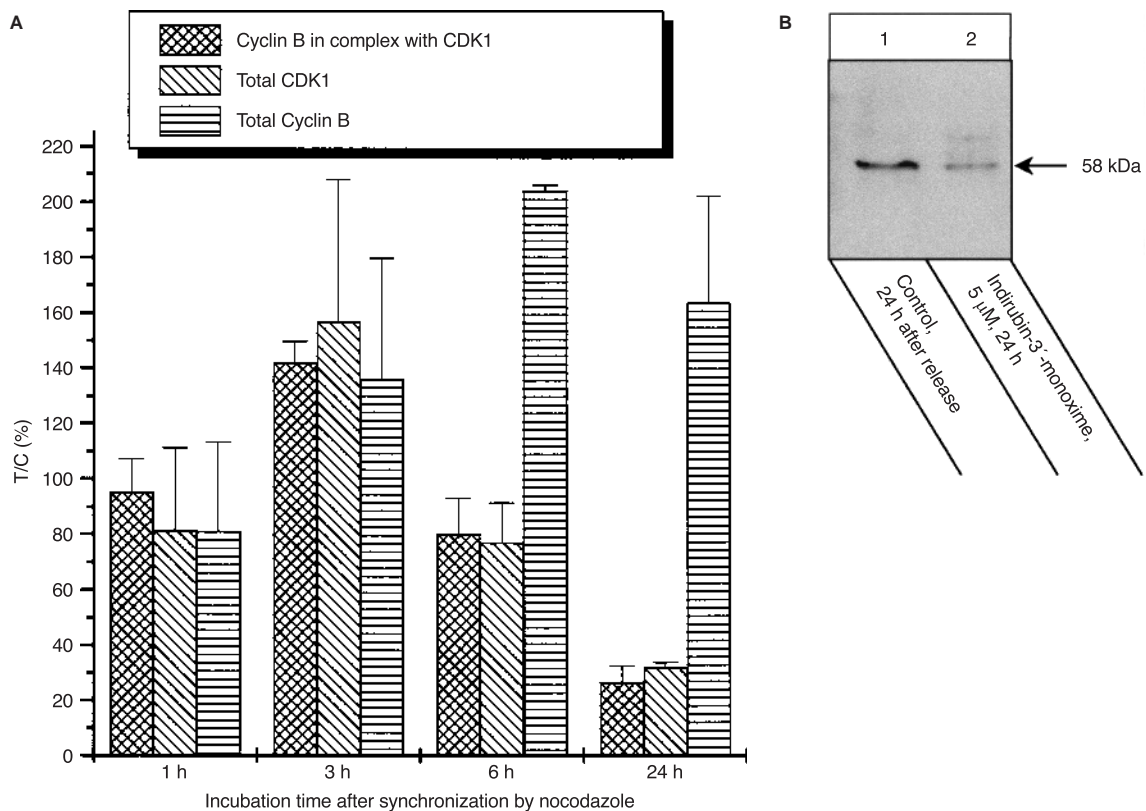 A
Cyclin B in complex with CDK1
Total CDK1
Total Cyclin B
220
200
180
160
140
120
100
80
60
40
20
0
T/C (%)
1 h
3 h
6 h
24 h
Incubation time after synchronization by nocodazole
B
1
2
58 kDa
Control,
24 h after release
Indirubin-3´-monoxime,
5 μM, 24 h